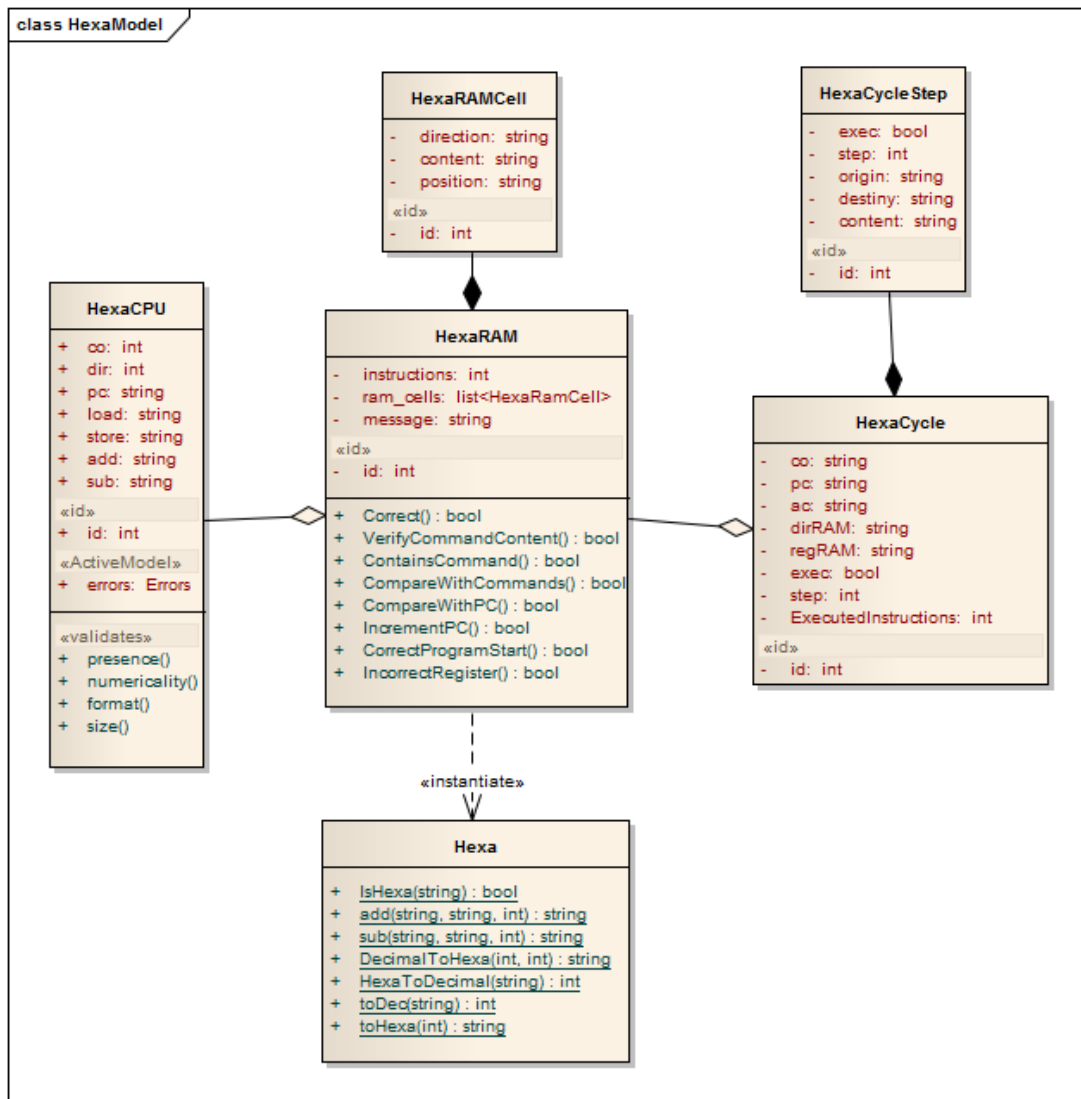 class HexaModel
HexaRAMCell
- direction: string
- content: string
- position: string
«id»
- id: int
HexaCycleStep
- exec: bool
- step: int
- origin: string
- destiny: string
- content: string
«id»
- id: int
HexaCPU
+ co: int
+ dir: int
+ pc: string
+ load: string
+ store: string
+ add: string
+ sub: string
«id»
+ id: int
«ActiveModel»
+ errors: Errors
«validates»
+ presence()
+ numericality()
+ format()
+ size()
HexaRAM
- instructions: int
- ram_cells: list<HexaRamCell>
- message: string
«id»
- id: int
+ Correct() : bool
+ VerifyCommandContent() : bool
+ ContainsCommand() : bool
+ CompareWithCommands() : bool
+ CompareWithPC() : bool
+ IncrementPC() : bool
+ CorrectProgramStart() : bool
+ IncorrectRegister() : bool
HexaCycle
- co: string
- pc: string
- ac: string
- dirRAM: string
- regRAM: string
- exec: bool
- step: int
- ExecutedInstructions: int
«id»
- id: int
«instantiate»
Hexa
+ IsHexa(string) : bool
+ add(string, string, int) : string
+ sub(string, string, int) : string
+ DecimalToHexa(int, int) : string
+ HexaToDecimal(string) : int
+ toDec(string) : int
+ toHexa(int) : string